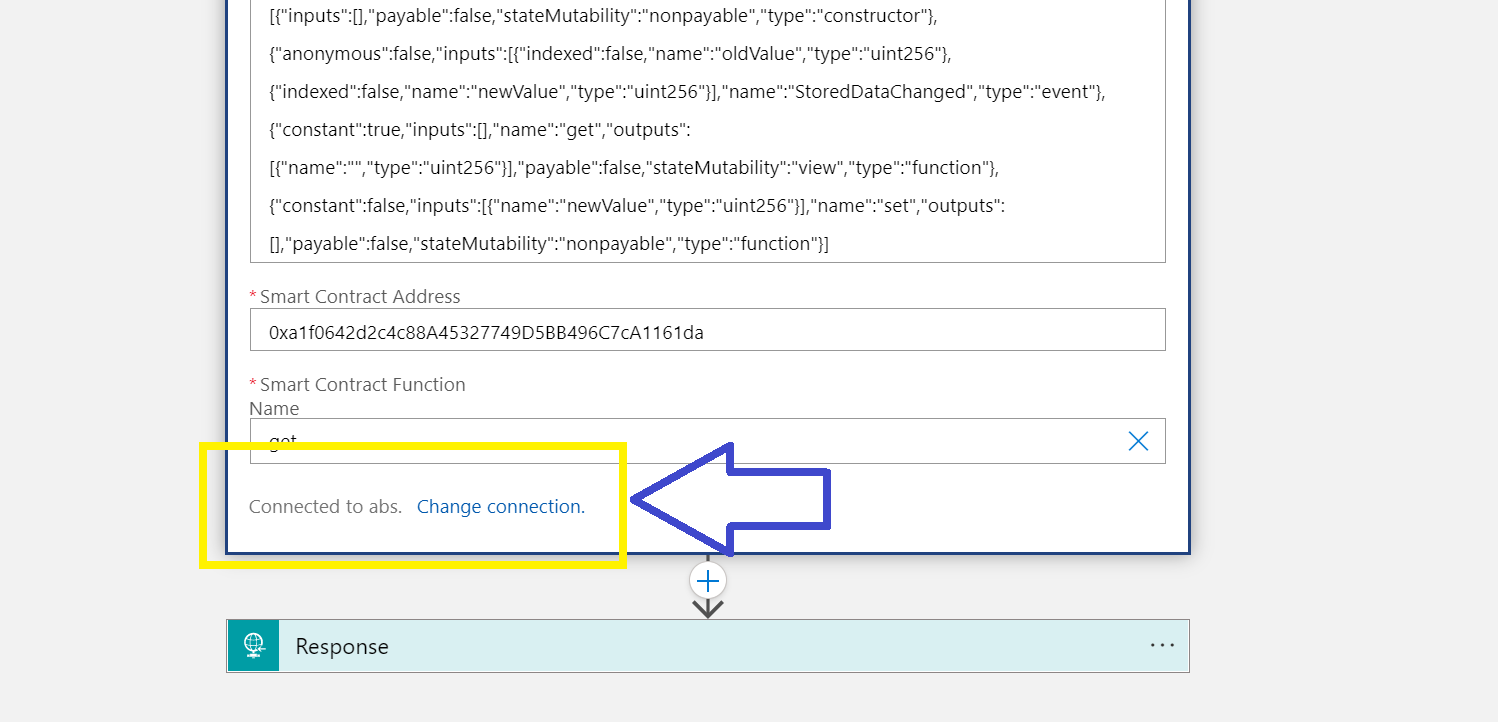 [{"inputs":[],"payable":false,"stateMutability":"nonpayable","type":"constructor"},
{"anonymous":false,"inputs":[{"indexed":false,"name":"oldValue","type":"uint256"},
{"indexed":false,"name":"newValue","type":"uint256"}],"name":"StoredDataChanged","type":"event"},
{"constant":true,"inputs":[],"name":"get","outputs":
[{"name":"","type":"uint256"}],"payable":false,"stateMutability":"view","type":"function"},
{"constant":false,"inputs":[{"name":"newValue","type":"uint256"}],"name":"set","outputs":
[],"payable":false,"stateMutability":"nonpayable","type":"function"}]
* Smart Contract Address
0xa1f0642d2c4c88A45327749D5BB496C7cA1161da
* Smart Contract Function
Name
get
Connected to abs. Change connection.
Response